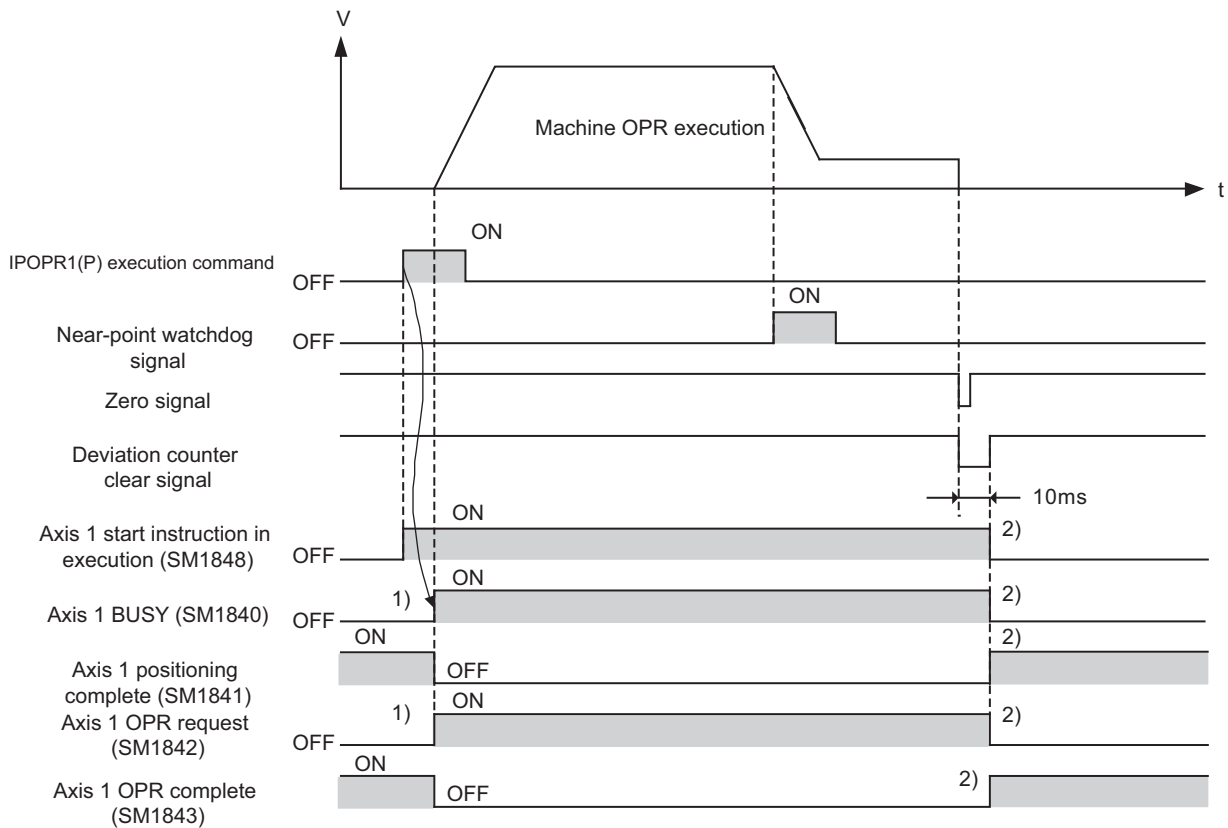 V
Machine OPR execution
t
ON
IPOPR1(P) execution command
OFF
ON
Near-point watchdog
signal
OFF
Zero signal
Deviation counter
clear signal
10ms
ON
Axis 1 start instruction in
execution (SM1848)
OFF
2)
ON
1)
2)
Axis 1 BUSY (SM1840)
OFF
ON
2)
Axis 1 positioning
complete (SM1841)
OFF
ON
1)
2)
Axis 1 OPR request
(SM1842)
OFF
ON
2)
Axis 1 OPR complete
(SM1843)
OFF